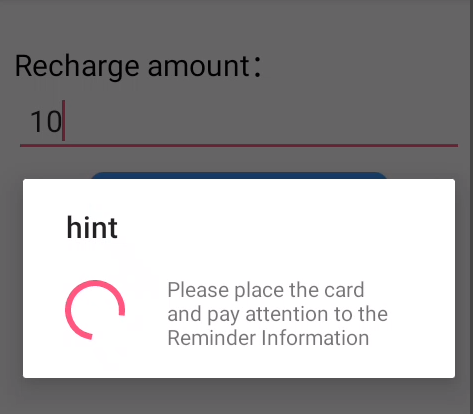 Recharge amount：
10
hint
Please place the card
and pay attention to the
Reminder Information